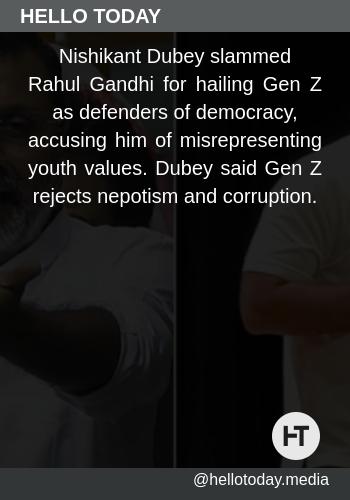 HELLO TODAY
Nishikant Dubey slammed
Rahul Gandhi for hailing Gen Z
as defenders of democracy,
accusing him of misrepresenting
youth values. Dubey said Gen Z
rejects nepotism and corruption.
HT
@hellotoday.media